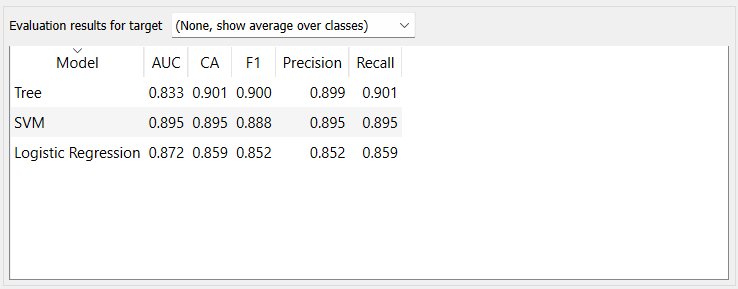 Evaluation results for target (None, show average over classes)
Model AUC CA F1 Precision Recall
Tree 0.833 0.901 0.900 0.899 0.901
SVM 0.895 0.895 0.888 0.895 0.895
Logistic Regression 0.872 0.859 0.852 0.852 0.859